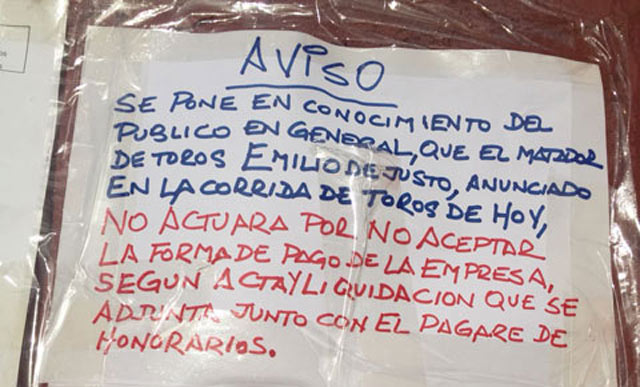 AVISO
SE PONE EN CONOCIMIENTO DEL
PUBLICO EN GENERAL, QUE EL MATADOR
DE TOROS EMILIO DE JUSTO, ANUNCIADO
EN LA CORRIDA DE TOROS DE HOY,
NO ACTUARA POR NO ACEPTAR
LA FORMA DE PAGO DE LA EMPRESA,
SEGUN ACTA Y LIQUIDACION QUE SE
ADJUNTA JUNTO CON EL PAGARE DE
HONORARIOS.